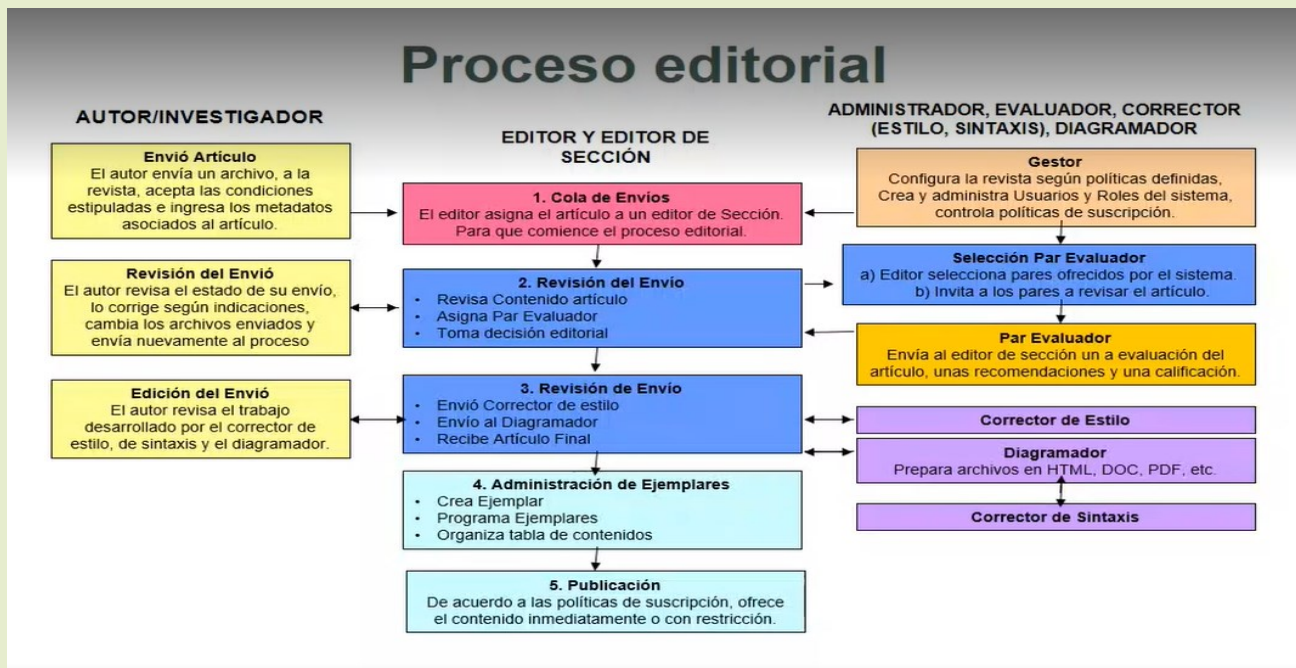 Proceso editorial
AUTOR/INVESTIGADOR
Envió Artículo
El autor envía un archivo, a la
revista, acepta las condiciones
estipuladas e ingresa los metadatos
asociados al artículo.
Revisión del Envió
El autor revisa el estado de su envío,
lo corrige según indicaciones,
cambia los archivos enviados y
envía nuevamente al proceso
Edición del Envió
El autor revisa el trabajo
desarrollado por el corrector de
estilo, de sintaxis y el diagramador.
EDITOR Y EDITOR DE
SECCIÓN
1. Cola de Envíos
El editor asigna el artículo a un editor de Sección.
Para que comience el proceso editorial.
2. Revisión del Envío
• Revisa Contenido artículo
• Asigna Par Evaluador
• Toma decisión editorial
3. Revisión de Envío
• Envió Corrector de estilo
• Envío al Diagramador
• Recibe Artículo Final
4. Administración de Ejemplares
• Crea Ejemplar
• Programa Ejemplares
• Organiza tabla de contenidos
5. Publicación
De acuerdo a las políticas de suscripción, ofrece
el contenido inmediatamente o con restricción.
ADMINISTRADOR, EVALUADOR, CORRECTOR
(ESTILO, SINTAXIS), DIAGRAMADOR
Gestor
Configura la revista según políticas definidas,
Crea y administra Usuarios y Roles del sistema,
controla políticas de suscripción.
Selección Par Evaluador
a) Editor selecciona pares ofrecidos por el sistema.
b) Invita a los pares a revisar el artículo.
Par Evaluador
Envía al editor de sección un a evaluación del
artículo, unas recomendaciones y una calificación.
Corrector de Estilo
Diagramador
Prepara archivos en HTML, DOC, PDF, etc.
Corrector de Sintaxis